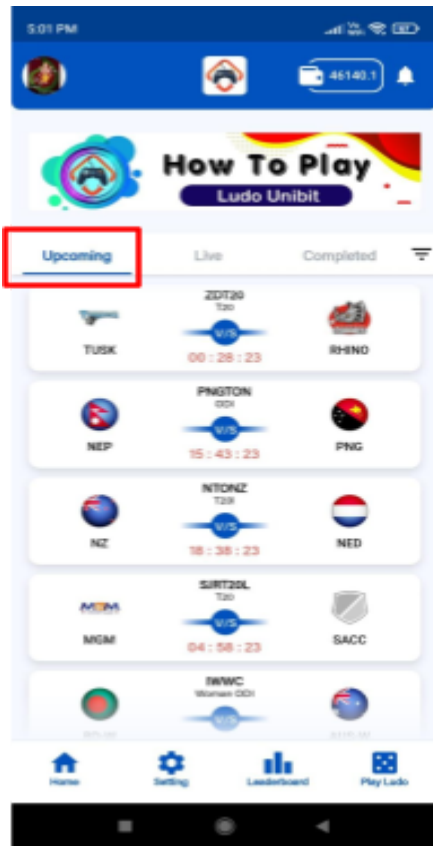 5:01 PM
46140.1
How To Play
Ludo Unibit
Upcoming
Live
Completed
ZDT20
T20
V/S
TUSK
00 : 28 : 23
RHINO
PNGTON
ODI
V/S
NEP
15 : 43 : 23
PNG
NTONZ
T20I
V/S
NZ
18 : 38 : 23
NED
SJRT20L
T20
V/S
MGM
MGM
04 : 58 : 23
SACC
IWWC
Woman ODI
V/S
Home
Setting
Leaderboard
Play Ludo